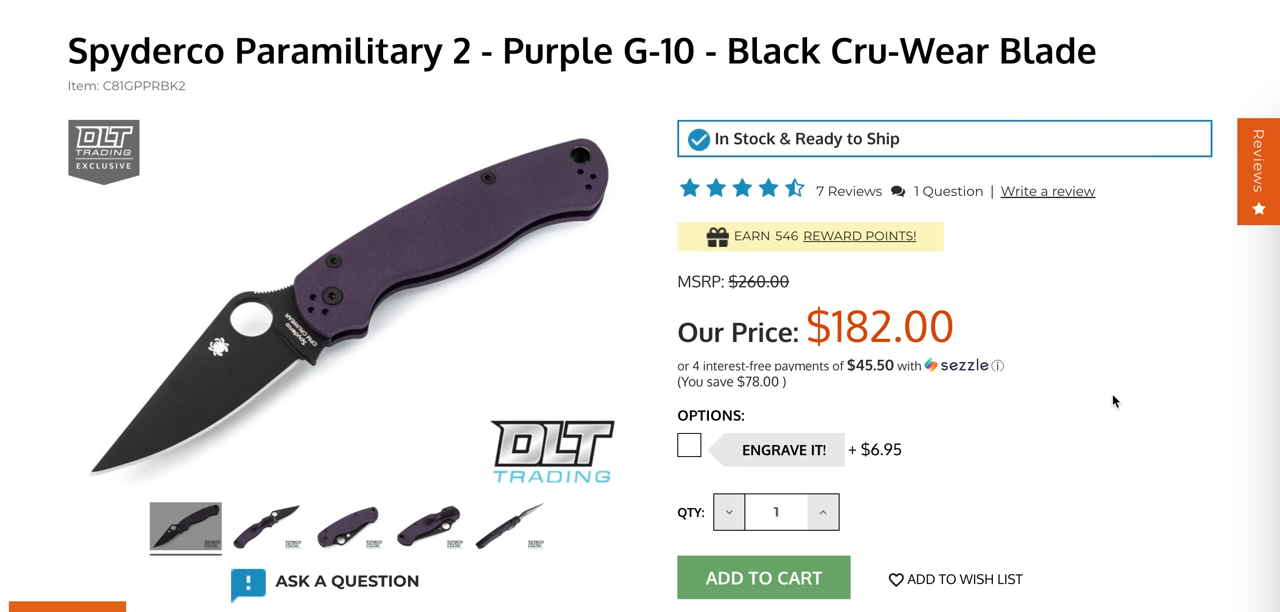 Spyderco Paramilitary 2 - Purple G-10 - Black Cru-Wear Blade
Item: C81GPPRBK2
DLT
TRADING
EXCLUSIVE
Spyderco
CPM CRUWEAR
DLT
TRADING
ASK A QUESTION
In Stock & Ready to Ship
7 Reviews 1 Question | Write a review
EARN 546 REWARD POINTS!
MSRP: $260.00
Our Price: $182.00
or 4 interest-free payments of $45.50 with sezzle
(You save $78.00 )
OPTIONS:
ENGRAVE IT! + $6.95
QTY: 1
ADD TO CART ADD TO WISH LIST
Reviews